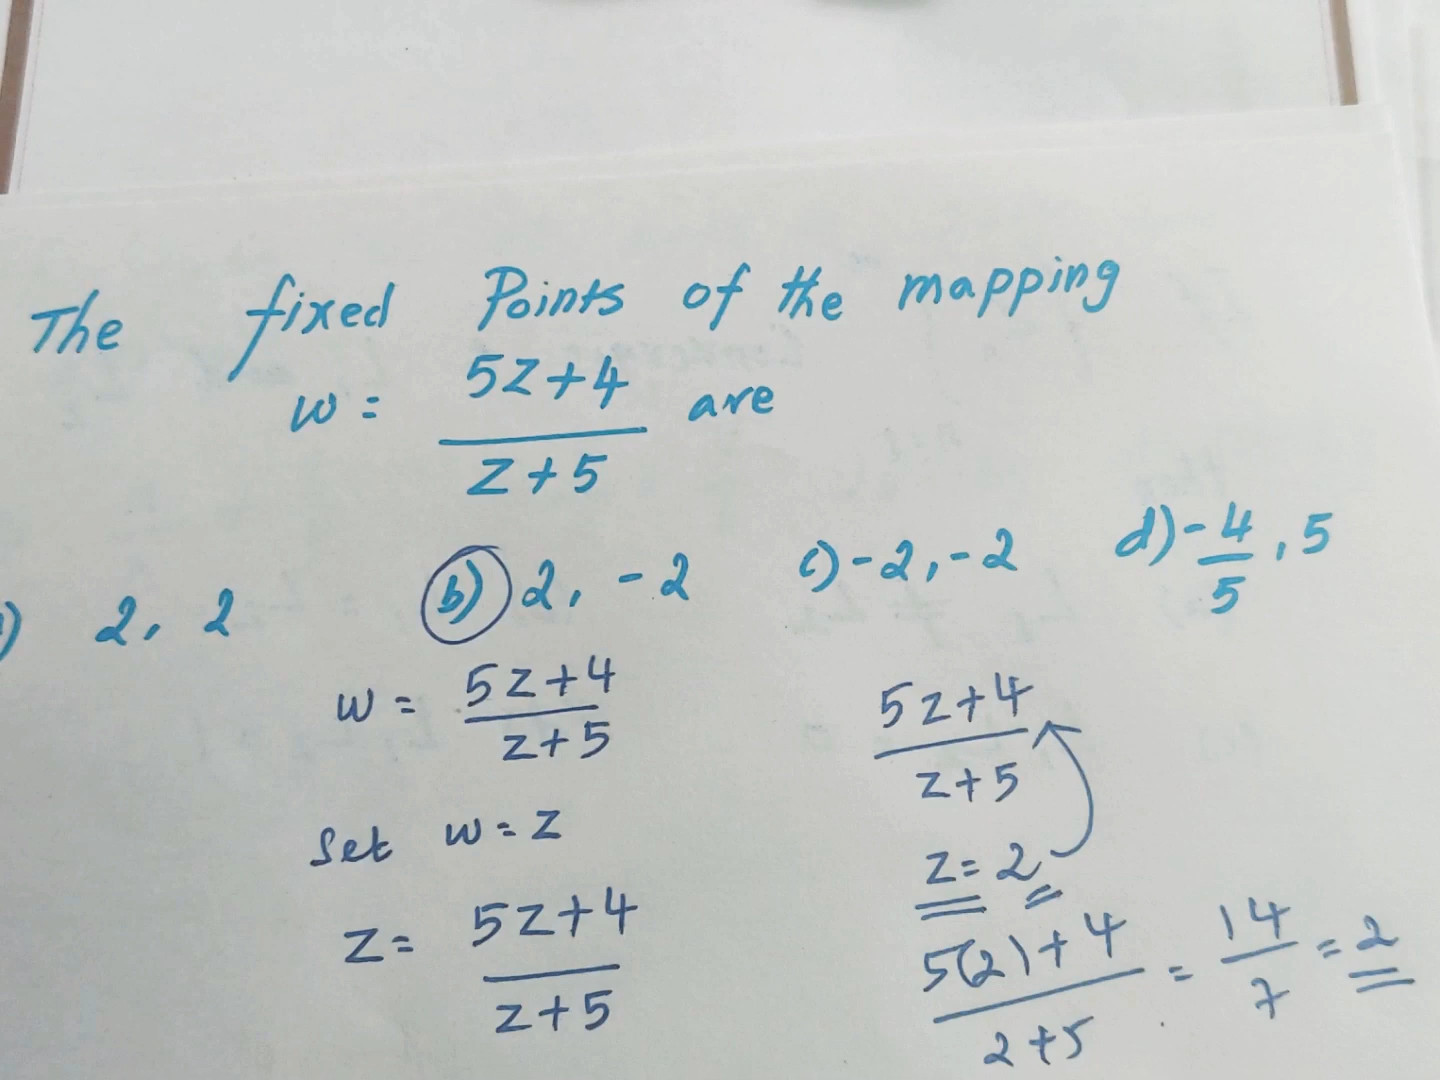 The fixed Points of the mapping
w = 5z+4 / z+5 are
) 2, 2 b) 2, -2 c) -2, -2 d) -4/5, 5
w = 5z+4 / z+5
Set w = z
z = 5z+4 / z+5
5z+4 / z+5
z = 2
5(2)+4 / 2+5 = 14/7 = 2